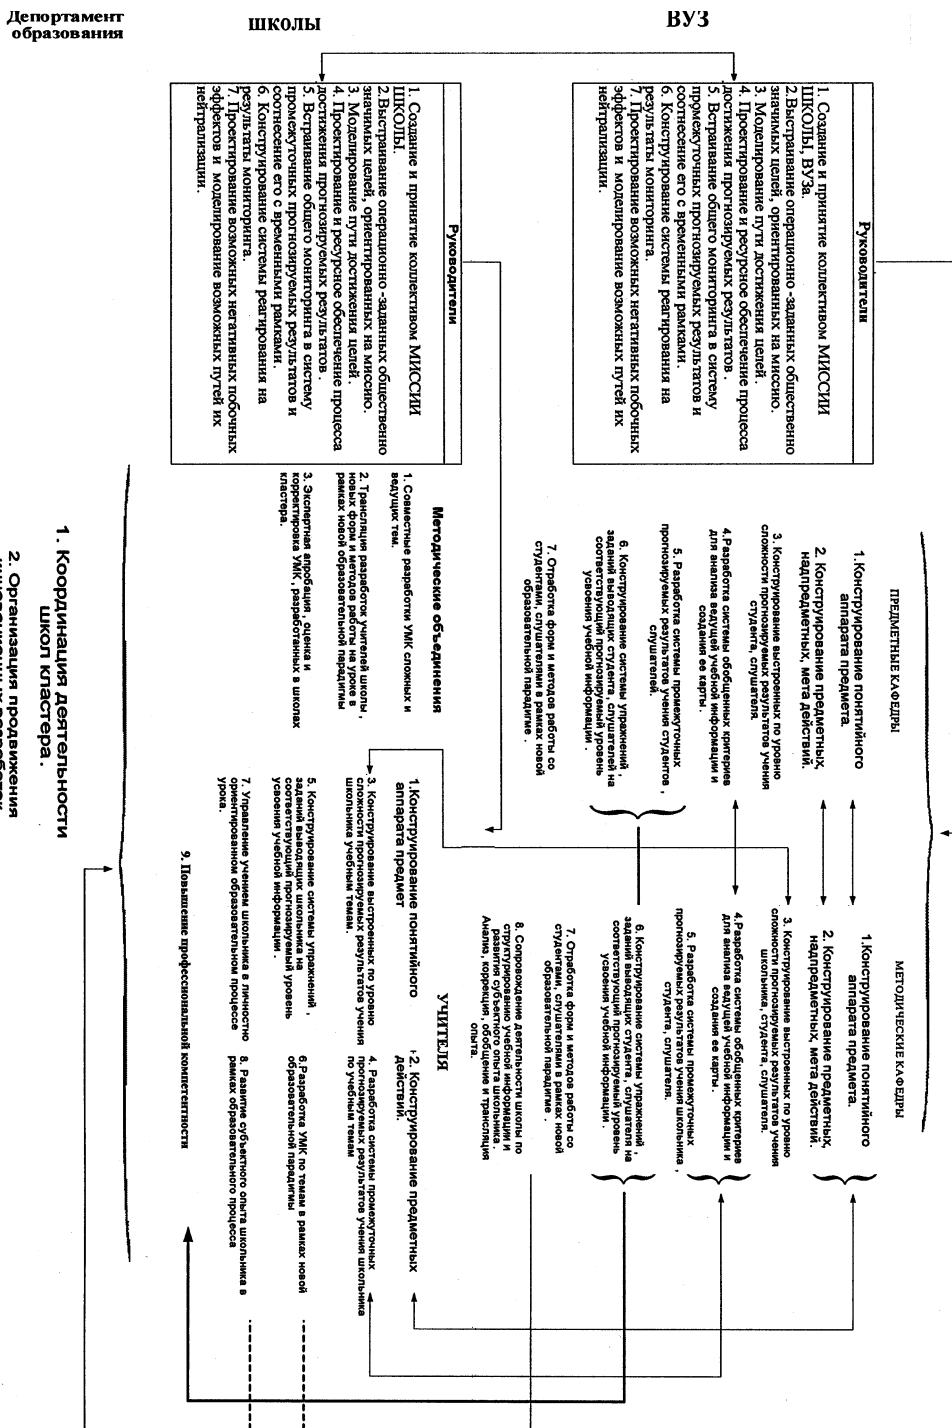 Депортамент
образования
ШКОЛЫ
ВУЗ
Руководители
1. Создание и принятие коллективом МИССИИ
ШКОЛЫ, ВУЗа.
2.Выстраивание операционно -заданных общественно
значимых целей, ориентированных на миссию.
3. Моделирование пути достижения целей .
4. Проектирование и ресурсное обеспечение процесса
достижения прогнозируемых результатов .
5. Встраивание общего мониторинга в систему
промежуточных прогнозируемых результатов и
соотнесение его с временными рамками .
6. Конструирование системы реагирования на
результаты мониторинга.
7. Проектирование возможных негативных побочных
эффектов и моделирование возможных путей их
нейтрализации .
Руководители
1. Создание и принятие коллективом МИССИИ
ШКОЛЫ.
2.Выстраивание операционно -заданных общественно
значимых целей, ориентированных на миссию.
3. Моделирование пути достижения целей .
4. Проектирование и ресурсное обеспечение процесса
достижения прогнозируемых результатов .
5. Встраивание общего мониторинга в систему
промежуточных прогнозируемых результатов и
соотнесение его с временными рамками .
6. Конструирование системы реагирования на
результаты мониторинга.
7. Проектирование возможных негативных побочных
эффектов и моделирование возможных путей их
нейтрализации .
ПРЕДМЕТНЫЕ КАФЕДРЫ
1.Конструирование понятийного
аппарата предмета.
2. Конструирование предметных,
надпредметных, мета действий.
3. Конструирование выстроенных по уровню
сложности прогнозируемых результатов учения
студента, слушателя.
4.Разработка системы обобщенных критериев
для анализа ведущей учебной информации и
создания ее карты.
5. Разработка системы промежуточных
прогнозируемых результатов учения студентов ,
слушателей.
6. Конструирование системы упражнений ,
заданий выводящих студента , слушателей на
соответствующий прогнозируемый уровень
усвоения учебной информации .
7. Отработка форм и методов работы со
студентами, слушателями в рамках новой
образовательной парадигме .
МЕТОДИЧЕСКИЕ КАФЕДРЫ
1.Конструирование понятийного
аппарата предмета.
2. Конструирование предметных,
надпредметных, мета действий.
3. Конструирование выстроенных по уровню
сложности прогнозируемых результатов учения
школьника, студента, слушателя.
4.Разработка системы обобщенных критериев
для анализа ведущей учебной информации и
создания ее карты.
5. Разработка системы промежуточных
прогнозируемых результатов учения школьника ,
студента, слушателя.
6. Конструирование системы упражнений ,
заданий выводящих студента , слушателя на
соответствующий прогнозируемый уровень
усвоения учебной информации .
7. Отработка форм и методов работы со
студентами, слушателями в рамках новой
образовательной парадигме .
8. Сопровождение деятельности школы по
структурированию учебной информации и
развития субъектного опыта школьника .
Анализ, коррекция , обобщение и трансляция
опыта.
Методические объединения
1. Совместные разработки УМК сложных и
ведущих тем.
2. Трансляция разработок учителей школы ,
новых форм и методов работы на уроке в
рамках новой образовательной парадигмы
3. Экспертная апробация , оценка и
корректировка УМК , разработанных в школах
кластера.
УЧИТЕЛЯ
1.Конструирование понятийного
аппарата предмет
2. Конструирование предметных
действий.
3. Конструирование выстроенных по уровню
сложности прогнозируемых результатов учения
школьника учебным темам.
4. Разработка системы промежуточных
прогнозируемых результатов учения школьника
по учебным темам
5. Конструирование системы упражнений ,
заданий выводящих школьника на
соответствующий прогнозируемый уровень
усвоения учебной информации .
6.Разработка УМК по темам в рамках новой
образовательной парадигмы
7. Управление учением школьника в личностно
ориентированном образовательном процессе
урока.
8. Развитие субъектного опыта школьника в
рамках образовательного процесса
9. Повышение профессиональной компетентности
1. Координация деятельности
школ кластера.
2. Организация продвижения